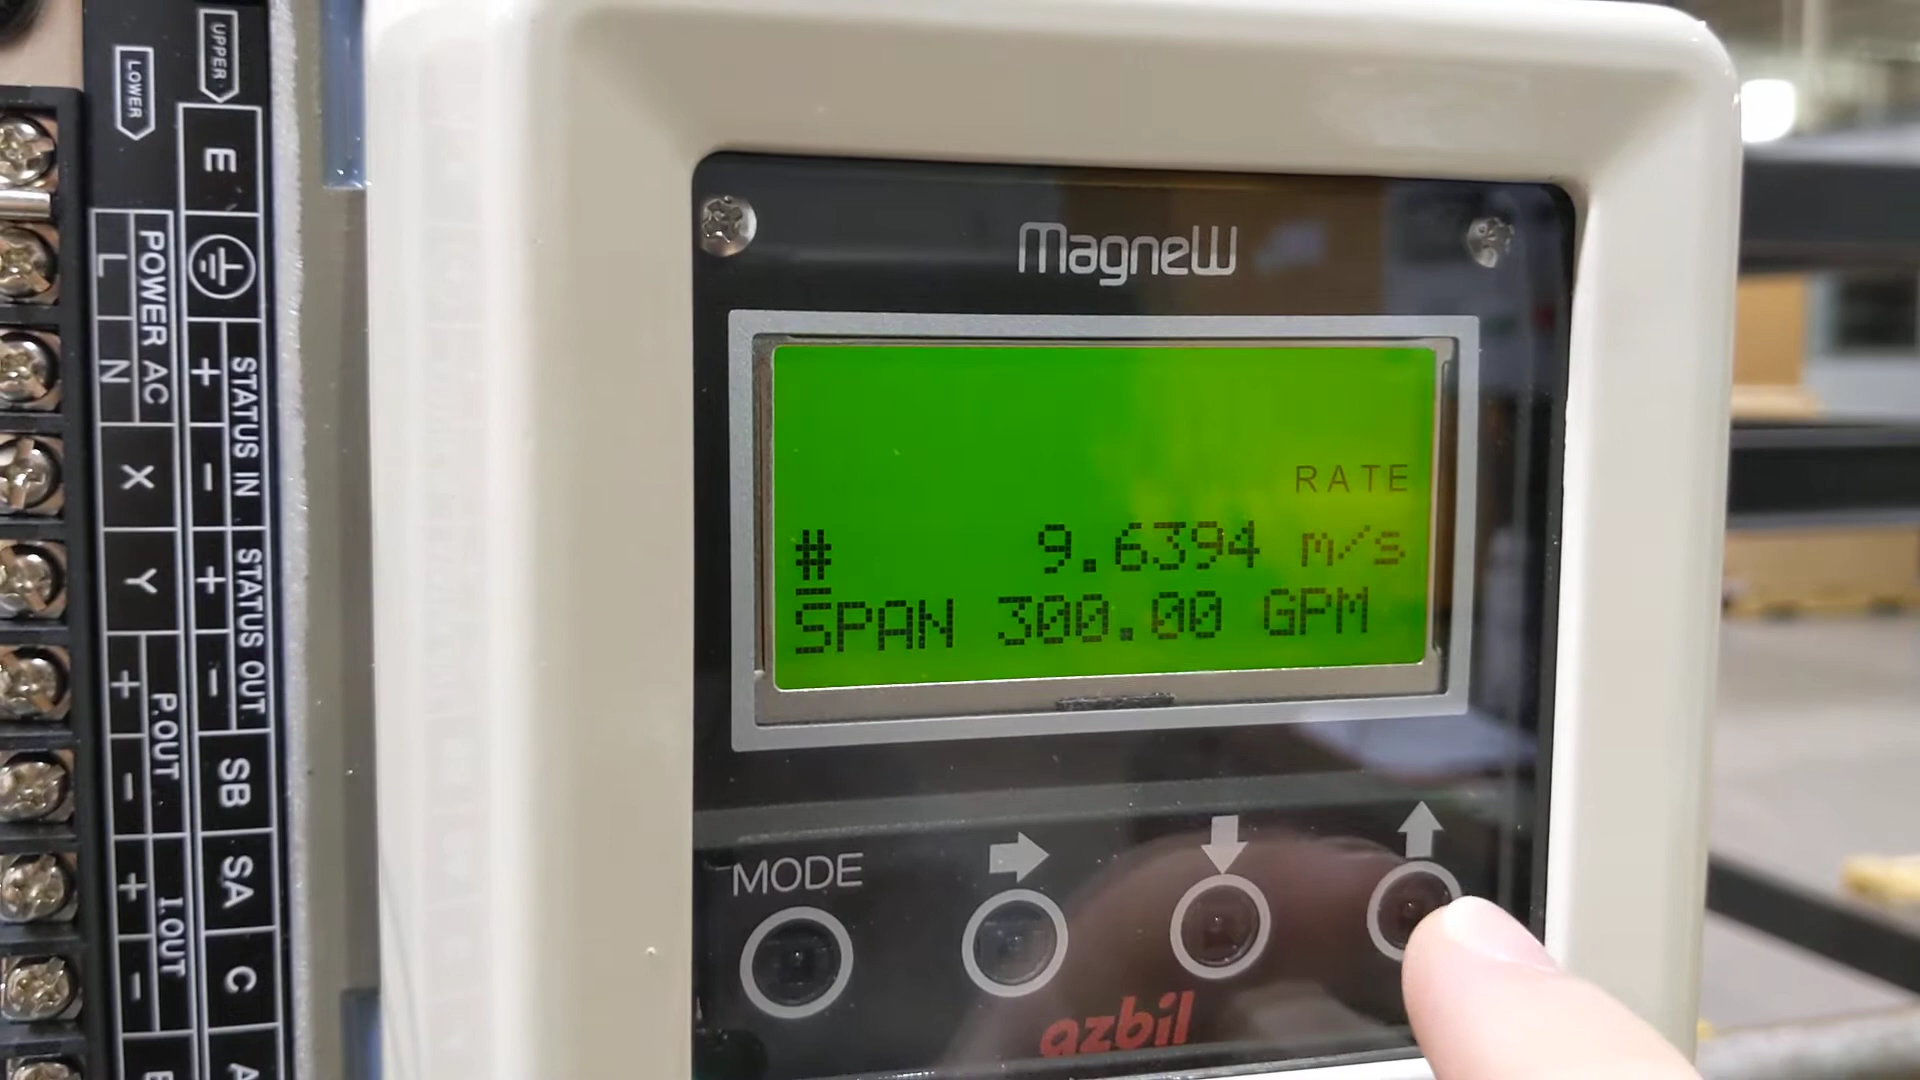 UPPER
LOWER
E
POWER AC
L
N
STATUS IN
+
-
X
STATUS OUT
+
-
Y
P.OUT
+
-
SB
I.OUT
+
-
SA
C
MagneW
RATE
# 9.6394 m/s
SPAN 300.00 GPM
MODE
azbil